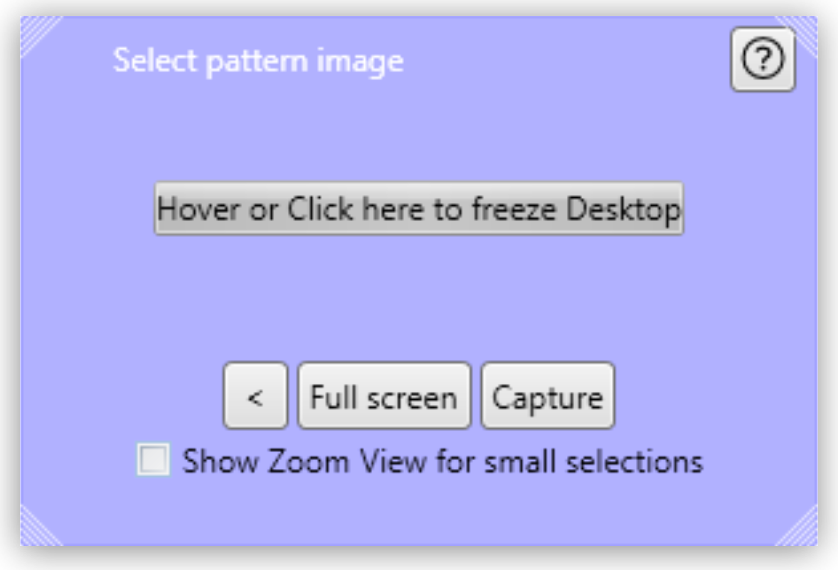 Select pattern image
?
Hover or Click here to freeze Desktop
< Full screen Capture
Show Zoom View for small selections